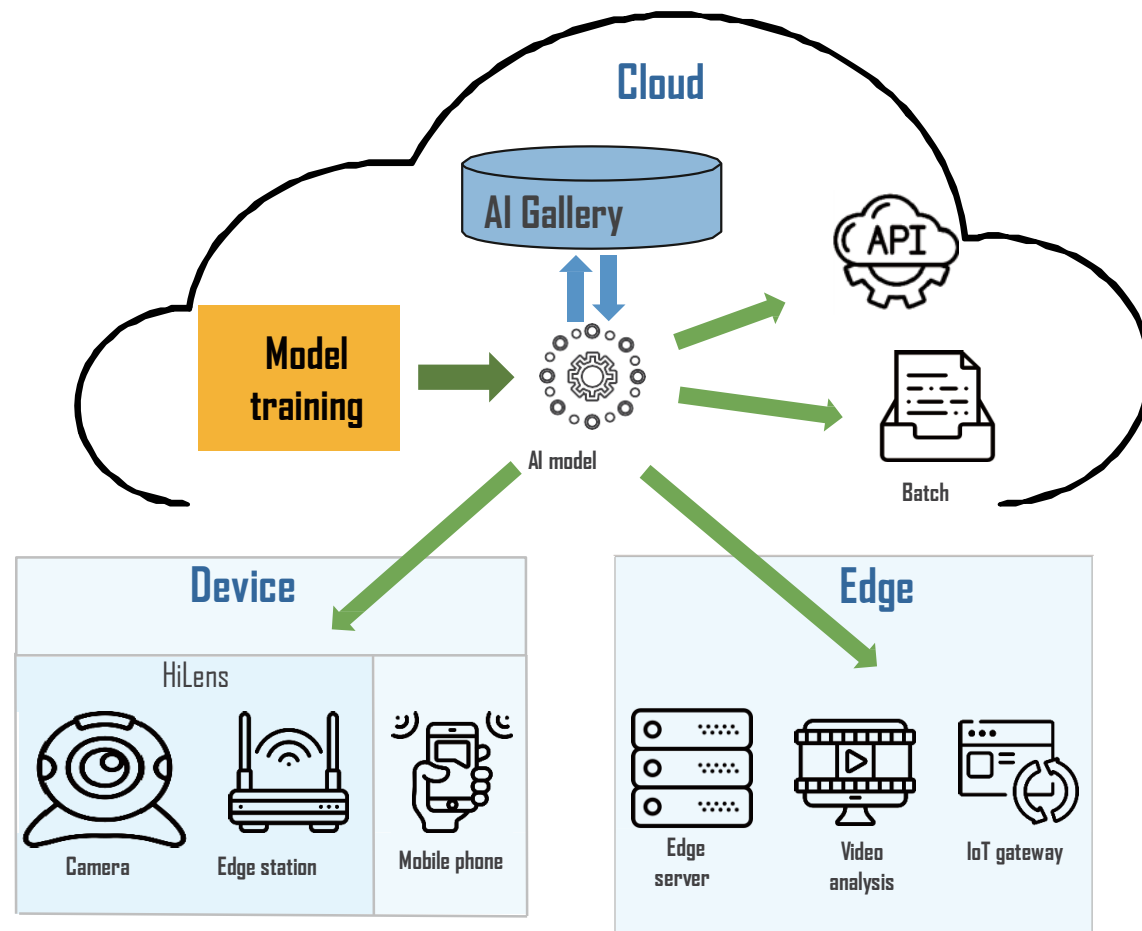 Cloud
AI Gallery
API
Model
training
AI model
Batch
Device
HiLens
Camera
Edge station
Mobile phone
Edge
Edge
server
Video
analysis
IoT gateway